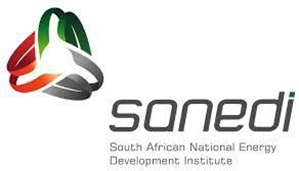 sanedi
South African National Energy
Development Institute